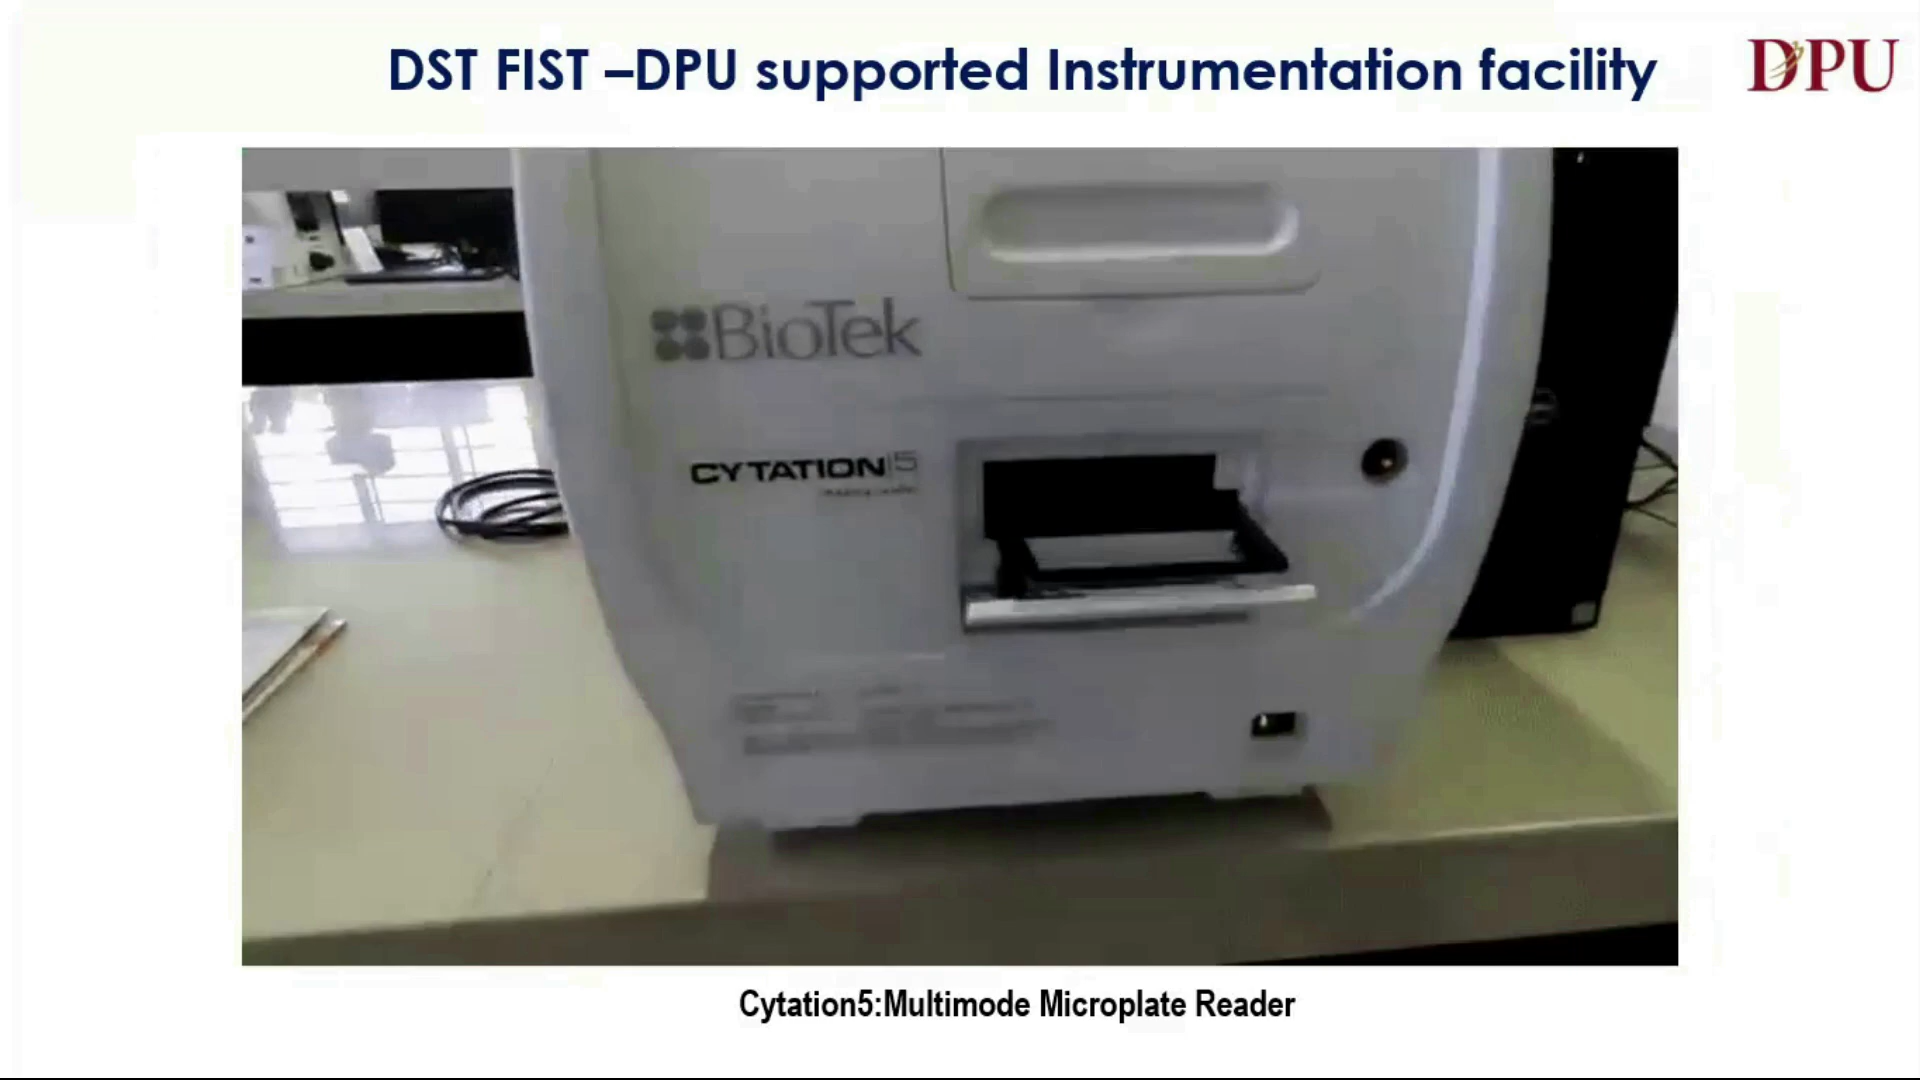 DST FIST –DPU supported Instrumentation facility
DPU
BioTek
CYTATION 5
Cytation5:Multimode Microplate Reader